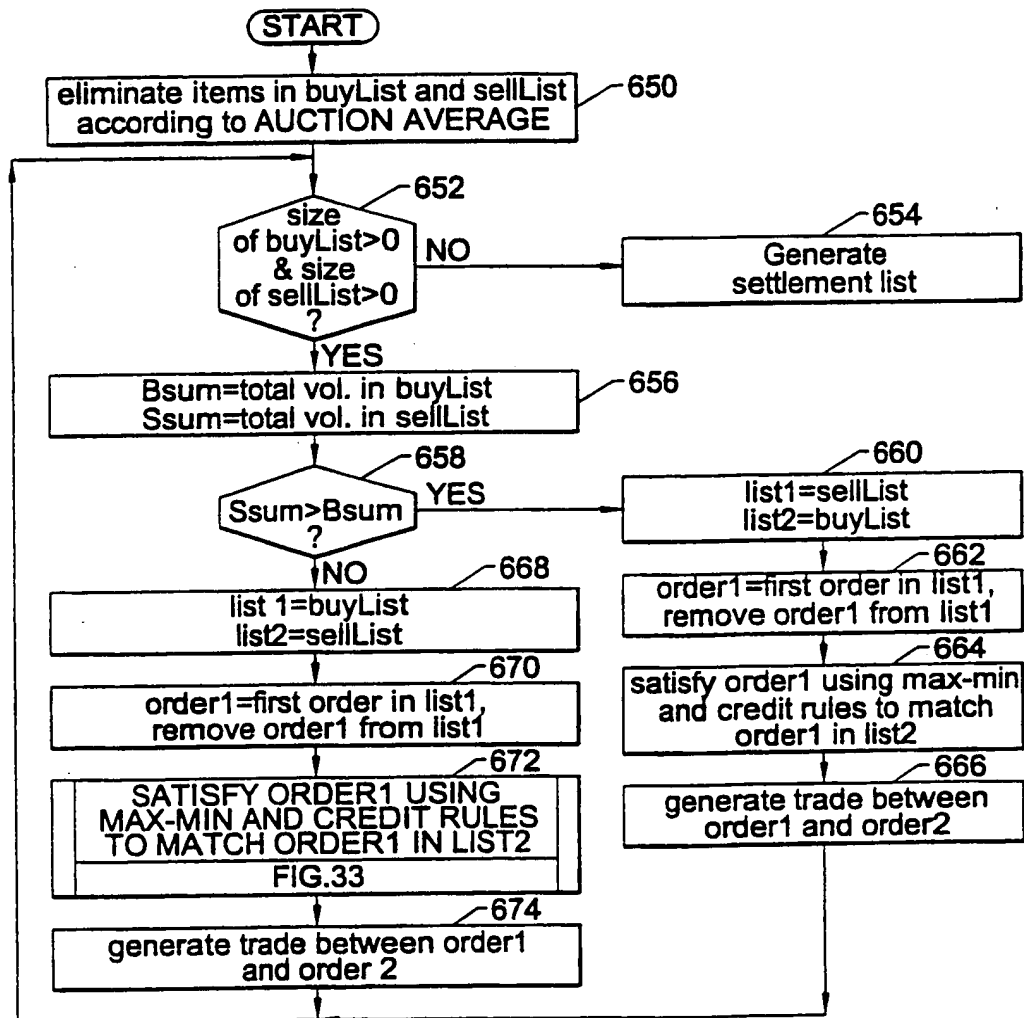 START
eliminate items in buyList and sellList
according to AUCTION AVERAGE
650
652
size
of buyList>0
& size
of sellList>0
?
NO
654
Generate
settlement list
YES
Bsum=total vol. in buyList
Ssum=total vol. in sellList
656
658
Ssum>Bsum
?
YES
660
list1=sellList
list2=buyList
662
order1=first order in list1,
remove order1 from list1
664
satisfy order1 using max-min
and credit rules to match
order1 in list2
666
generate trade between
order1 and order2
NO
668
list 1=buyList
list2=sellList
670
order1=first order in list1,
remove order1 from list1
672
SATISFY ORDER1 USING
MAX-MIN AND CREDIT RULES
TO MATCH ORDER1 IN LIST2
FIG.33
674
generate trade between order1
and order 2